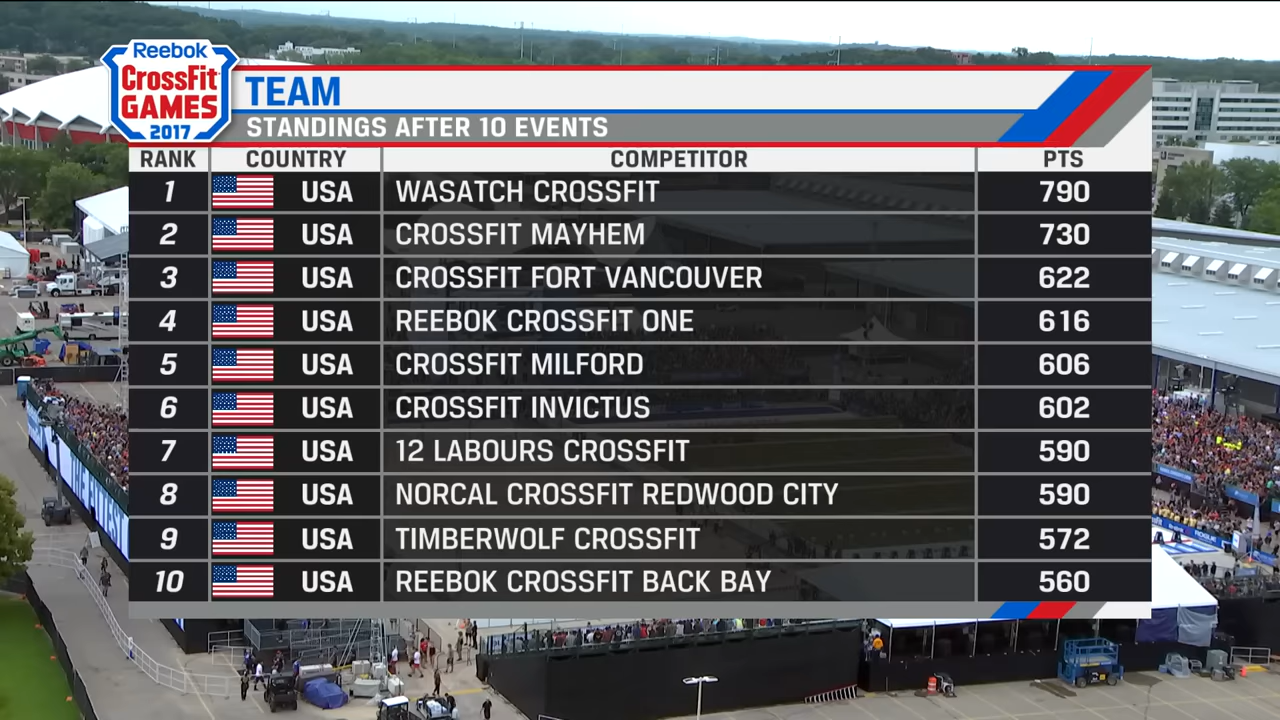 Reebok
CrossFit
GAMES
2017
TEAM
STANDINGS AFTER 10 EVENTS
RANK COUNTRY COMPETITOR PTS
1 USA WASATCH CROSSFIT 790
2 USA CROSSFIT MAYHEM 730
3 USA CROSSFIT FORT VANCOUVER 622
4 USA REEBOK CROSSFIT ONE 616
5 USA CROSSFIT MILFORD 606
6 USA CROSSFIT INVICTUS 602
7 USA 12 LABOURS CROSSFIT 590
8 USA NORCAL CROSSFIT REDWOOD CITY 590
9 USA TIMBERWOLF CROSSFIT 572
10 USA REEBOK CROSSFIT BACK BAY 560
THE FITTEST
ROGUE